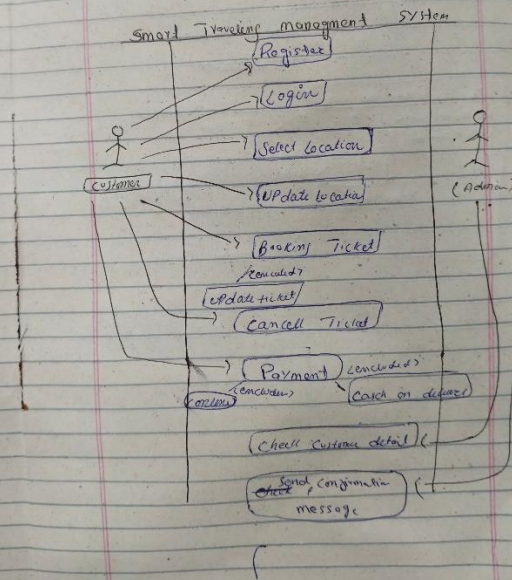 Smart Traveling managment System
Register
Login
Select Location
UPdate Location
Customer
(Admin)
Booking Ticket
(encluded)
update ticket
Cancell Ticket
Payment
(encluded)
(encluded)
Cash on delivery
Check Customer detail
Send Confirmation
message